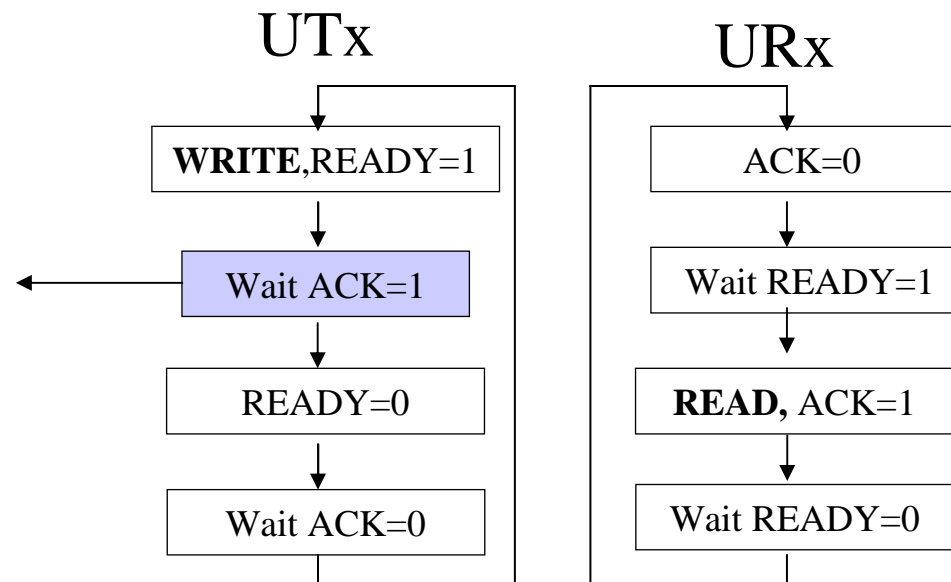 UTx
WRITE,READY=1
Wait ACK=1
READY=0
Wait ACK=0
URx
ACK=0
Wait READY=1
READ, ACK=1
Wait READY=0